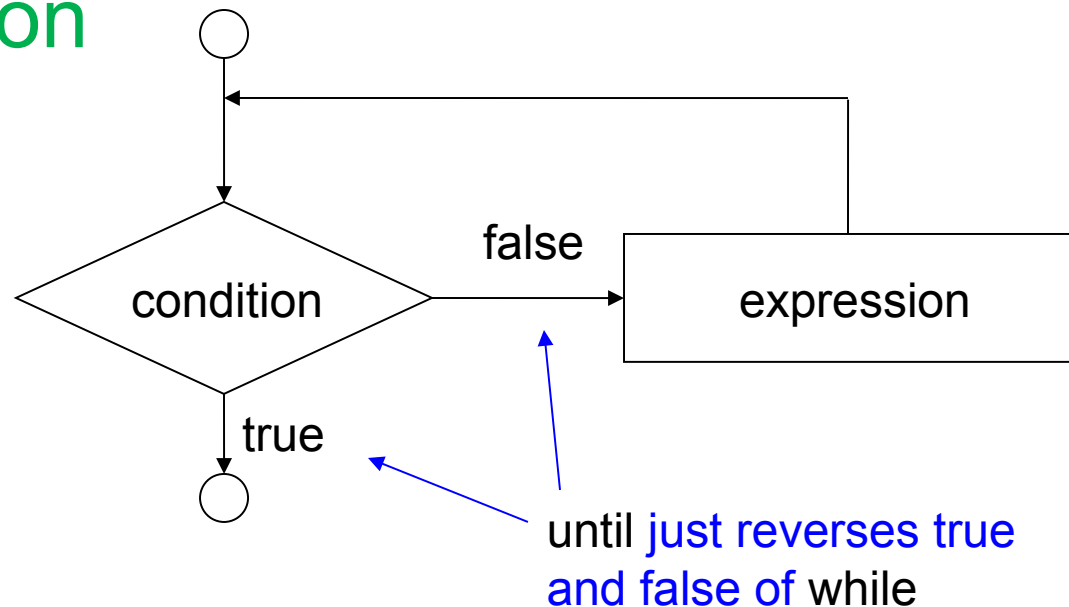 on
false
condition
expression
true
until just reverses true
and false of while